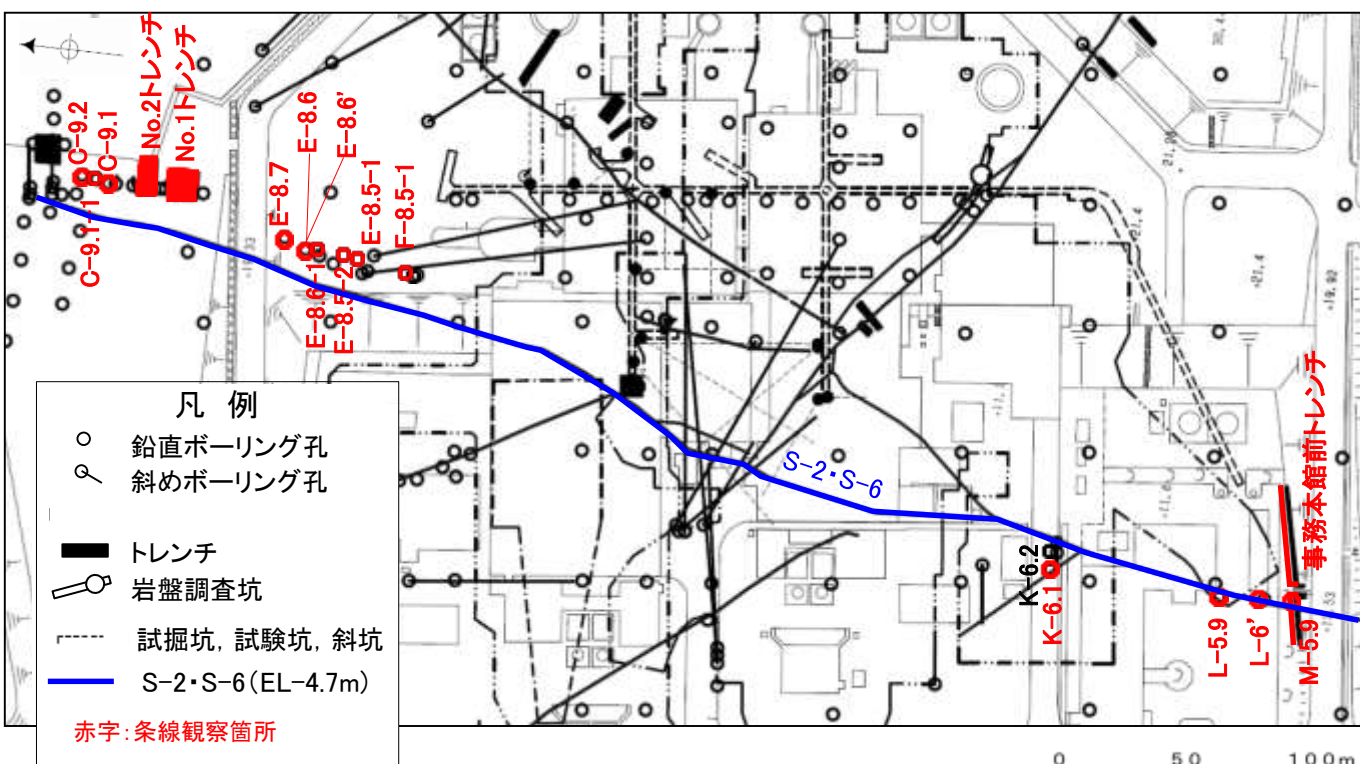 No.2トレンチ
No.1トレンチ
C-9.2
C-9.1
C-9.1-1
E-8.7
E-8.6
E-8.6'
E-8.5-1
F-8.5-1
E-8.6-1
E-8.5-2
S-2・S-6
K-6.2
K-6.1
L-5.9
L-6'
M-5.9
事務本館前トレンチ
+21.4
+19.92
凡 例
鉛直ボーリング孔
斜めボーリング孔
トレンチ
岩盤調査坑
試掘坑, 試験坑, 斜坑
S-2・S-6(EL-4.7m)
赤字:条線観察箇所
0 50 100m